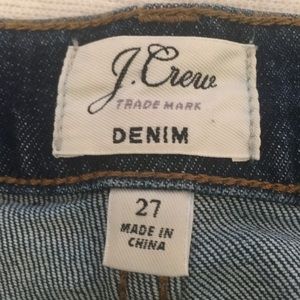 J.Crew
TRADE MARK
DENIM
27
MADE IN
CHINA